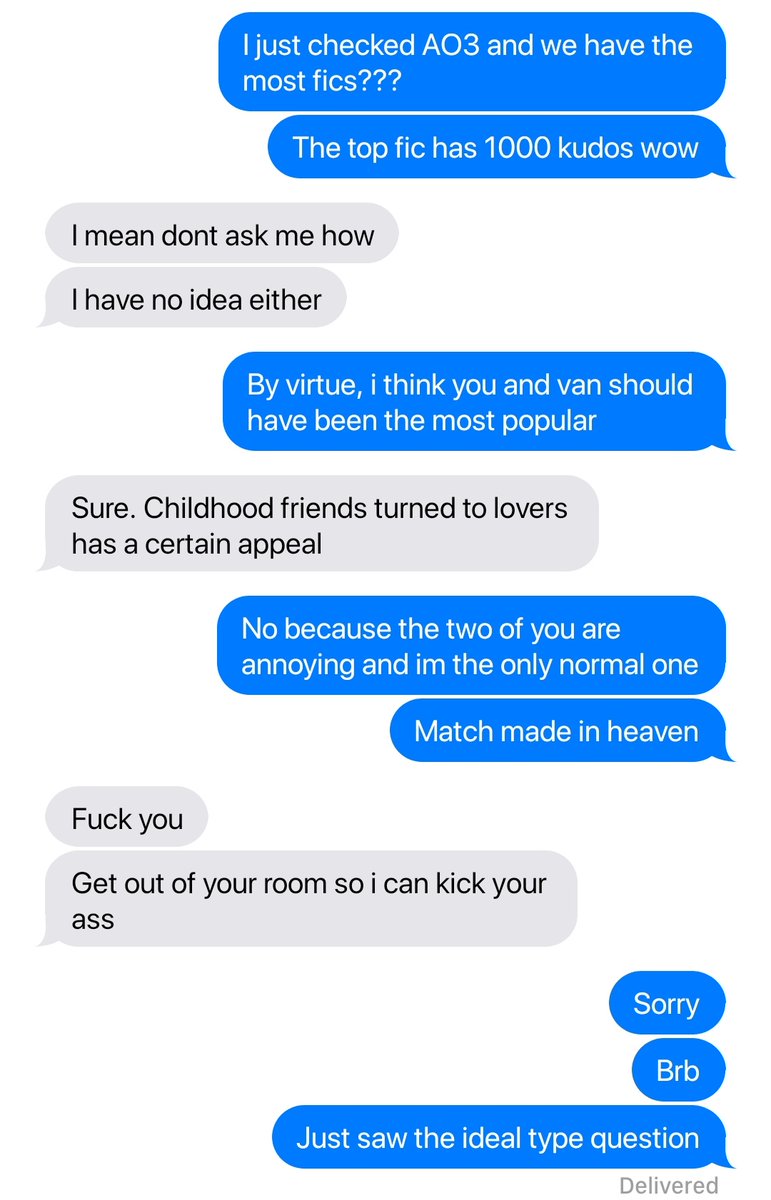 I just checked AO3 and we have the
most fics???
The top fic has 1000 kudos wow
I mean dont ask me how
I have no idea either
By virtue, i think you and van should
have been the most popular
Sure. Childhood friends turned to lovers
has a certain appeal
No because the two of you are
annoying and im the only normal one
Match made in heaven
Fuck you
Get out of your room so i can kick your
ass
Sorry
Brb
Just saw the ideal type question
Delivered